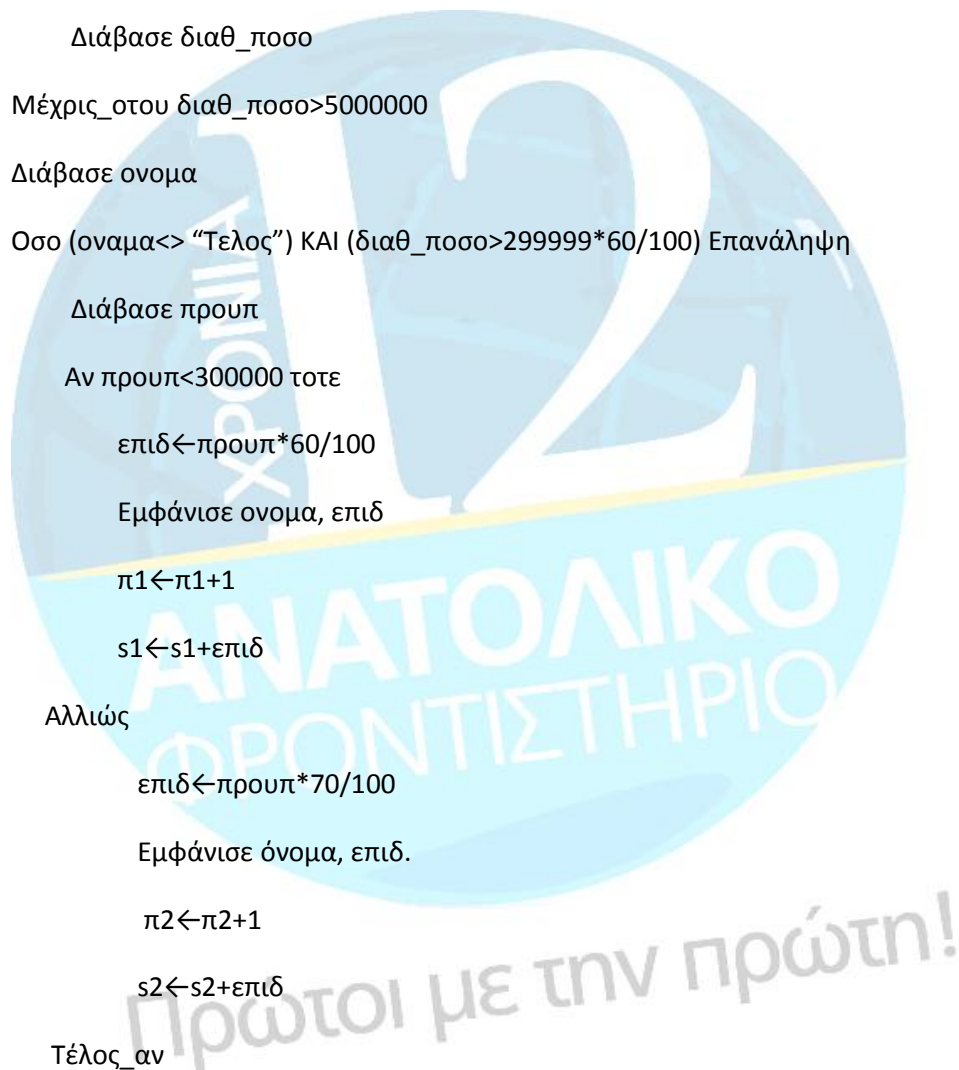 Διάβασε διαθ_ποσο
Μέχρις_οτου διαθ_ποσο>5000000
Διάβασε ονομα
Οσο (οναμα<> “Τελος”) ΚΑΙ (διαθ_ποσο>299999*60/100) Επανάληψη
Διάβασε προυπ
Αν προυπ<300000 τοτε
επιδ←προυπ*60/100
Εμφάνισε ονομα, επιδ
π1←π1+1
s1←s1+επιδ
Αλλιώς
επιδ←προυπ*70/100
Εμφάνισε όνομα, επιδ.
π2←π2+1
s2←s2+επιδ
Τέλος_αν
12
ΧΡΟΝΙΑ
ΑΝΑΤΟΛΙΚΟ
ΦΡΟΝΤΙΣΤΗΡΙΟ
Πρώτοι με την πρώτη!